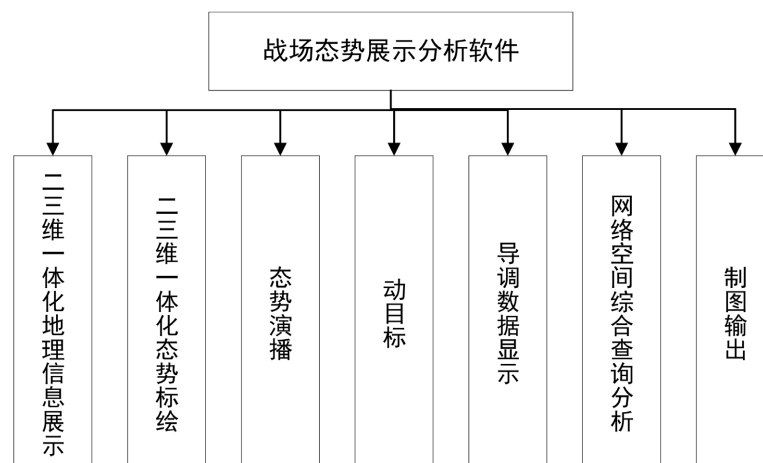 战场态势展示分析软件
二三维一体化地理信息展示
二三维一体化态势标绘
态势演播
动目标
导调数据显示
网络空间综合查询分析
制图输出